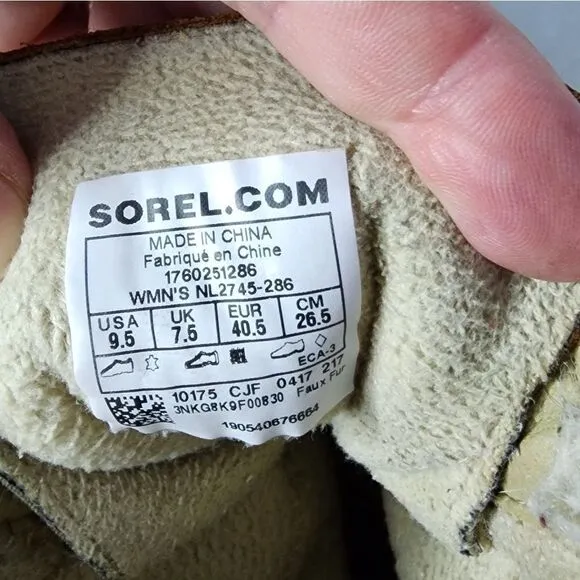 SOREL.COM
MADE IN CHINA
Fabriqué en Chine
1760251286
WMN'S NL2745-286
USA UK EUR CM
9.5 7.5 40.5 26.5
ECA-3
10175 CJF 0417 217
3NKG8K9F00830 Faux Fur
190540676664